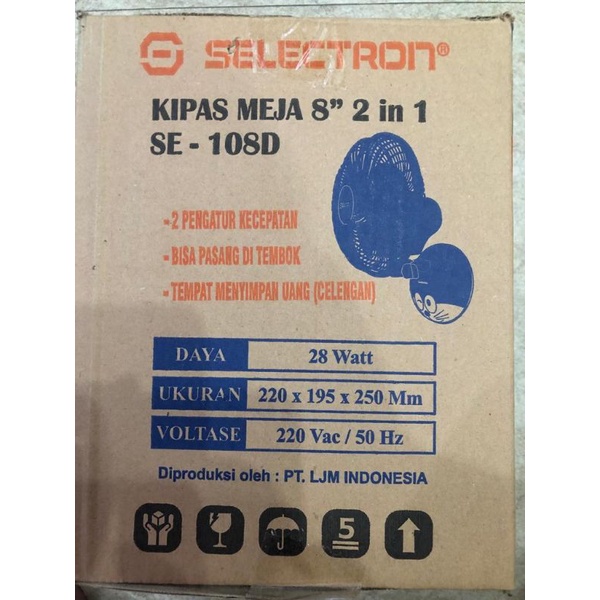 SELECTRON®
KIPAS MEJA 8” 2 in 1
SE - 108D
- 2 PENGATUR KECEPATAN
- BISA PASANG DI TEMBOK
- TEMPAT MENYIMPAN UANG (CELENGAN)
DAYA 28 Watt
UKURAN 220 x 195 x 250 Mm
VOLTASE 220 Vac / 50 Hz
Diproduksi oleh : PT. LJM INDONESIA
5